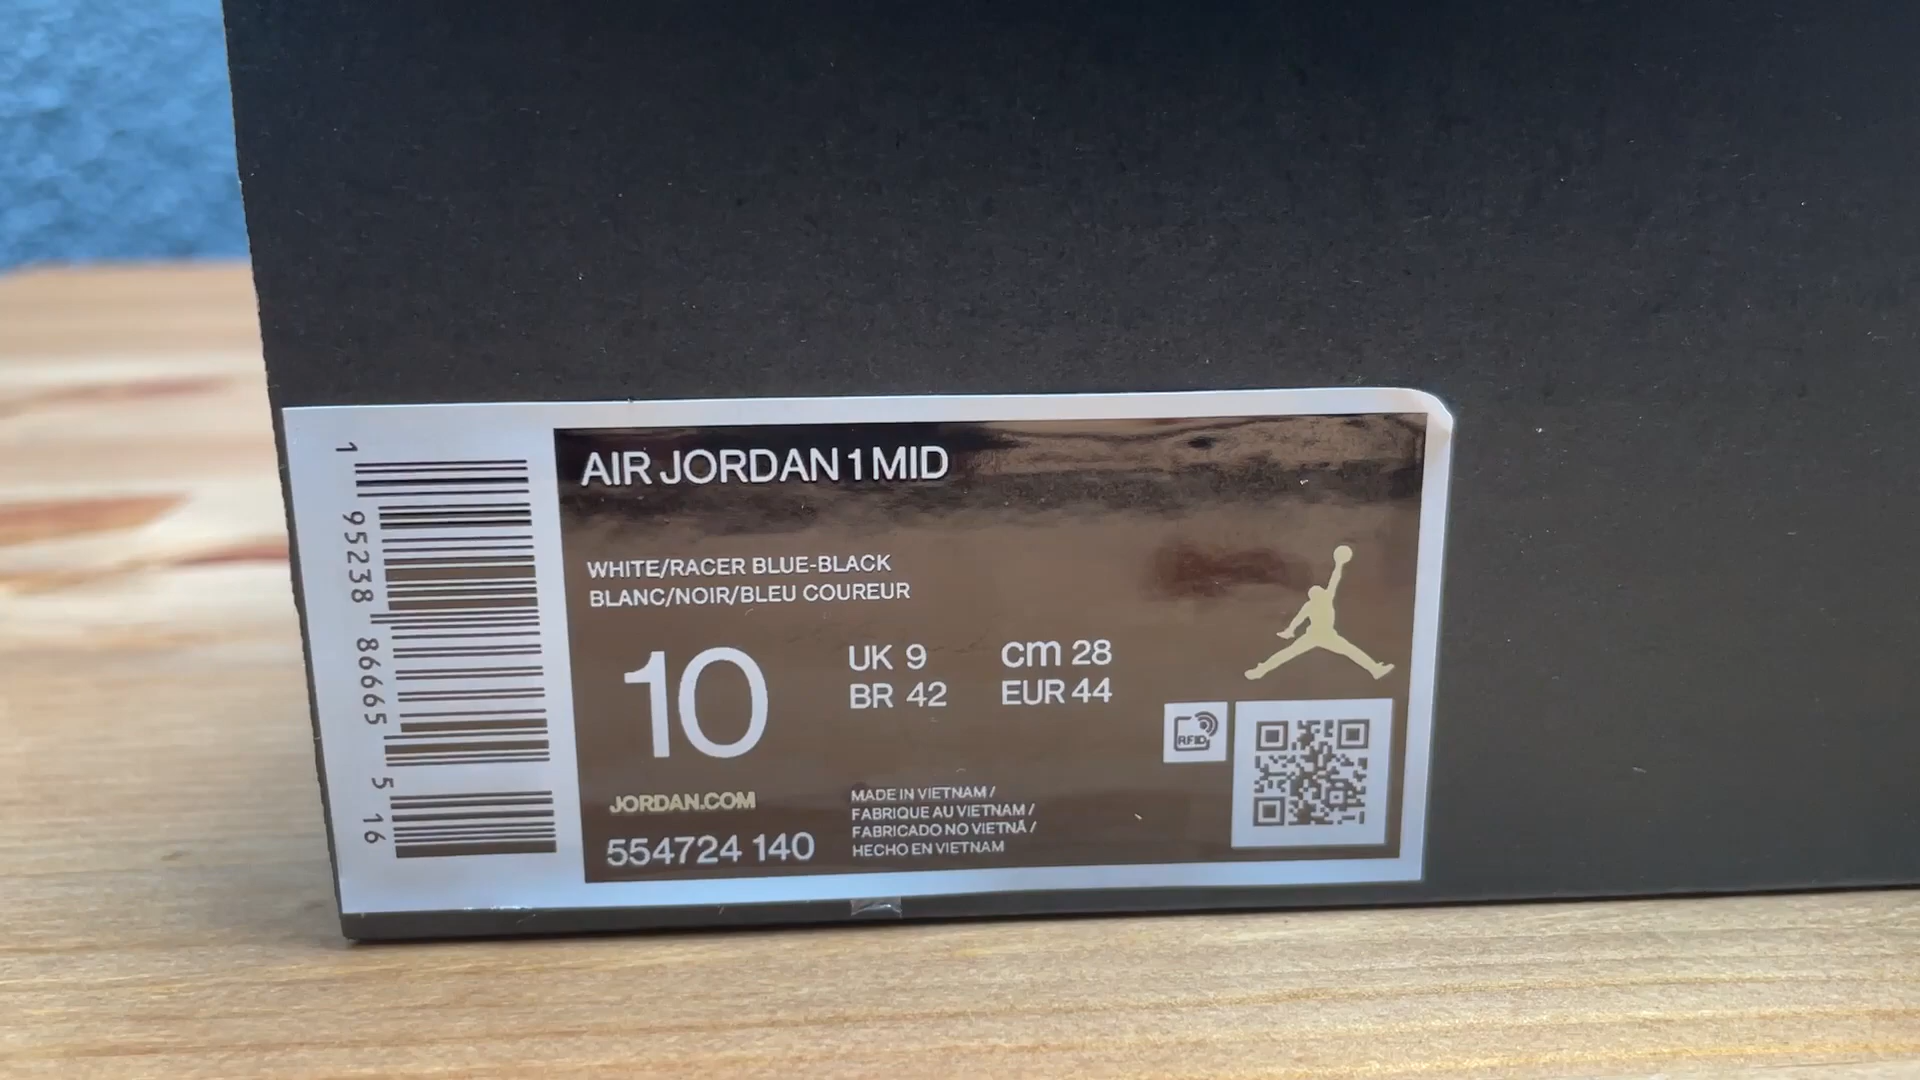 AIR JORDAN 1 MID
WHITE/RACER BLUE-BLACK
BLANC/NOIR/BLEU COUREUR
10
UK 9
cm 28
BR 42
EUR 44
JORDAN.COM
554724 140
MADE IN VIETNAM /
FABRIQUE AU VIETNAM /
FABRICADO NO VIETNÃ /
HECHO EN VIETNAM
RFID
1 95238 86665 5 16